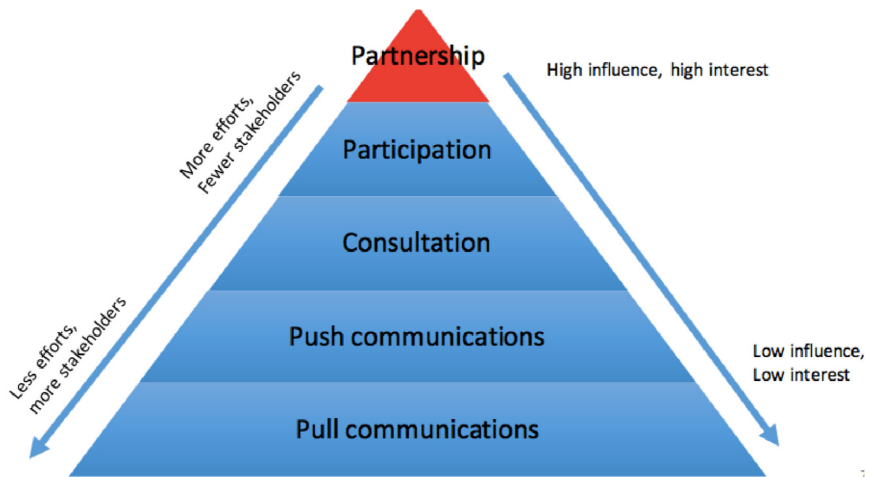 Partnership
High influence, high interest
More efforts,
Fewer stakeholders
Participation
Consultation
Less efforts,
more stakeholders
Push communications
Low influence,
Low interest
Pull communications